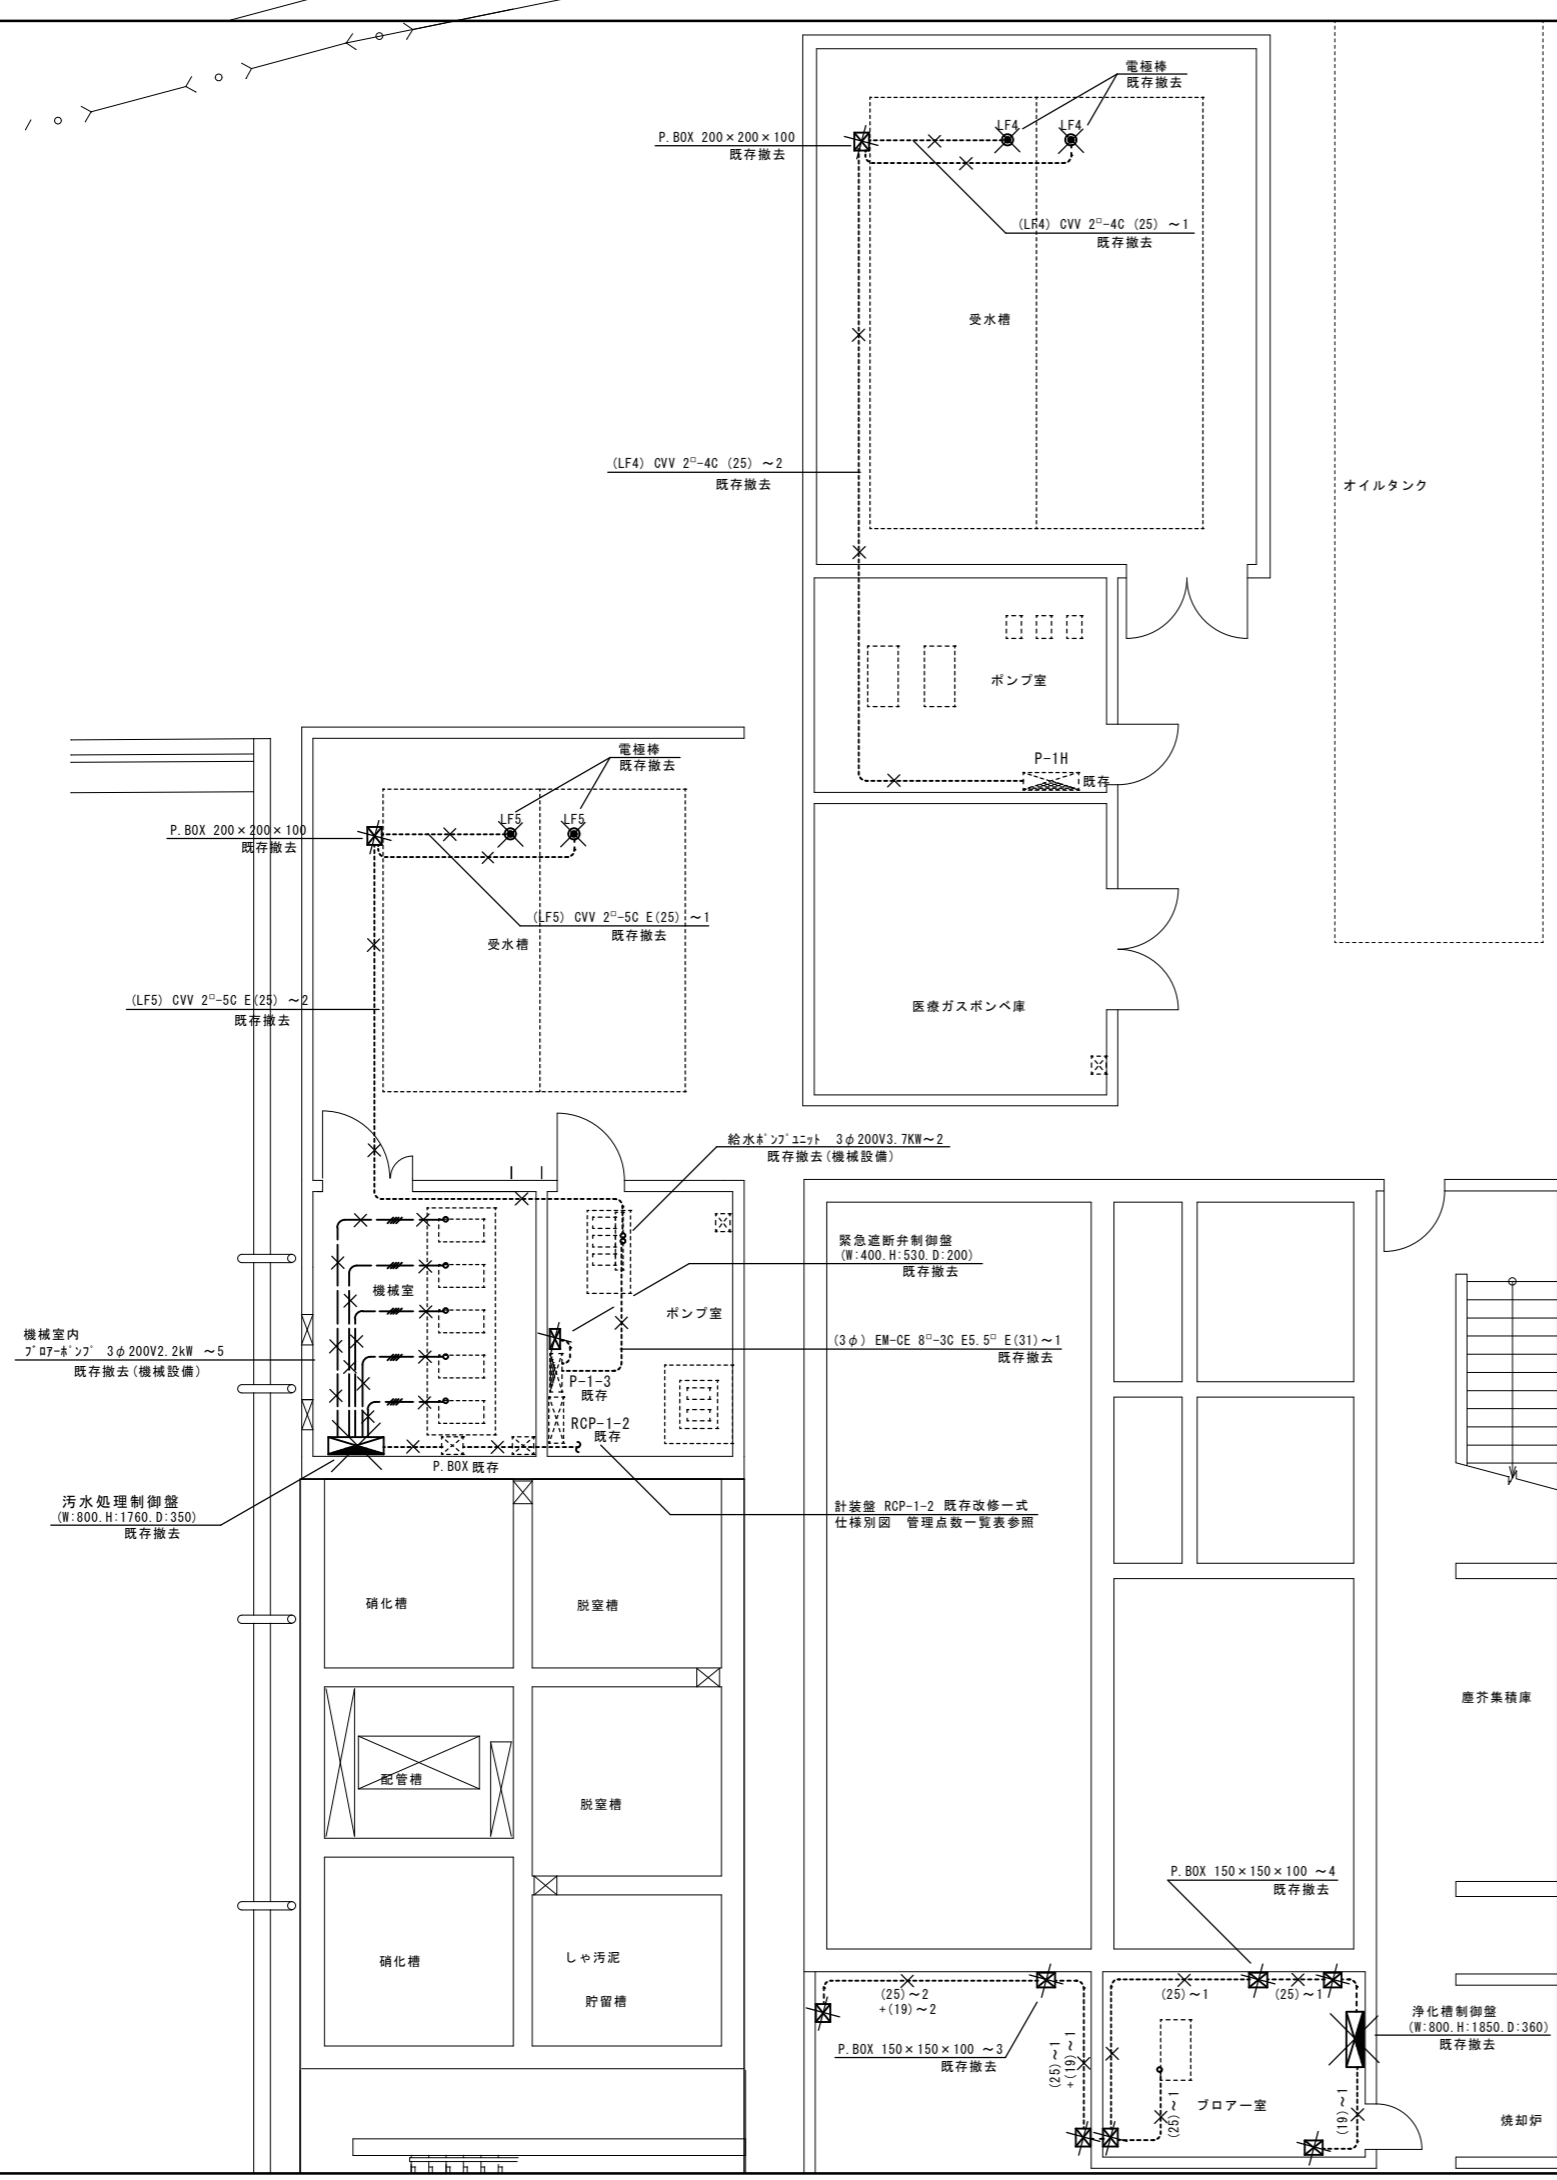 電極棒
既存撤去
P.BOX 200×200×100
既存撤去
LF4
LF4
(LF4) CVV 2□-4C (25) ～1
既存撤去
受水槽
(LF4) CVV 2□-4C (25) ～2
既存撤去
オイルタンク
ポンプ室
P-1H
既存
電極棒
既存撤去
P.BOX 200×200×100
既存撤去
LF5
LF5
(LF5) CVV 2□-5C E(25) ～1
既存撤去
受水槽
(LF5) CVV 2□-5C E(25) ～2
既存撤去
医療ガスボンベ庫
給水ﾎﾟﾝﾌﾟﾕﾆｯﾄ 3φ200V3.7KW～2
既存撤去(機械設備)
緊急遮断弁制御盤
(W:400.H:530.D:200)
既存撤去
機械室
ポンプ室
機械室内
ﾌﾞﾛｱｰﾎﾟﾝﾌﾟ 3φ200V2.2kW ～5
既存撤去(機械設備)
(3φ) EM-CE 8□-3C E5.5□ E(31)～1
既存撤去
P-1-3
既存
RCP-1-2
既存
P.BOX 既存
汚水処理制御盤
(W:800.H:1760.D:350)
既存撤去
計装盤 RCP-1-2 既存改修一式
仕様別図 管理点数一覧表参照
硝化槽
脱窒槽
塵芥集積庫
配管槽
脱窒槽
P.BOX 150×150×100 ～4
既存撤去
硝化槽
しゃ汚泥
貯留槽
(25)～2
+(19)～2
(25)～1
(25)～1
浄化槽制御盤
(W:800.H:1850.D:360)
既存撤去
P.BOX 150×150×100 ～3
既存撤去
(25)～1
+(19)～1
(25)～1
ブロアー室
(19)～1
焼却炉